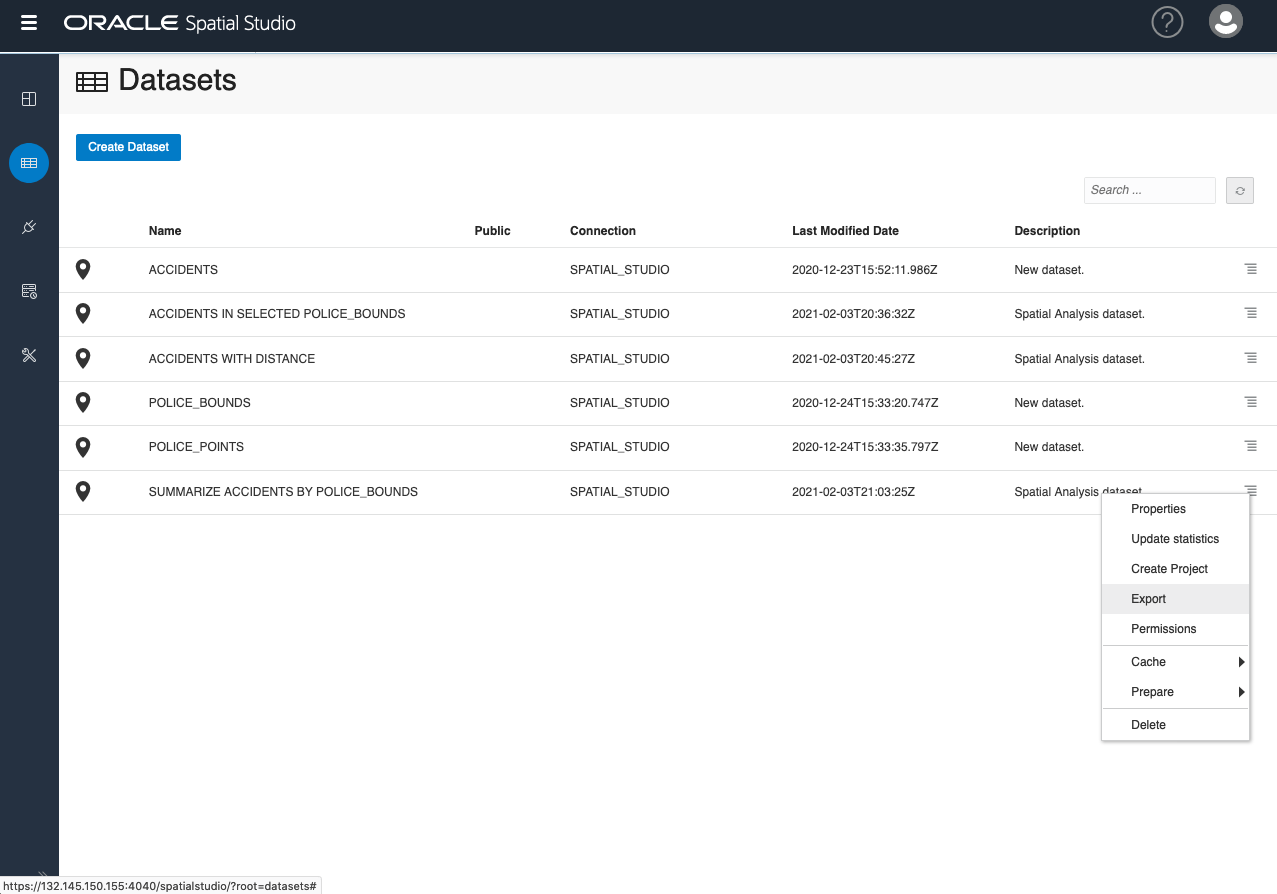 ORACLE Spatial Studio
?
Datasets
Create Dataset
Search ...
Name Public Connection Last Modified Date Description
ACCIDENTS SPATIAL_STUDIO 2020-12-23T15:52:11.986Z New dataset.
ACCIDENTS IN SELECTED POLICE_BOUNDS SPATIAL_STUDIO 2021-02-03T20:36:32Z Spatial Analysis dataset.
ACCIDENTS WITH DISTANCE SPATIAL_STUDIO 2021-02-03T20:45:27Z Spatial Analysis dataset.
POLICE_BOUNDS SPATIAL_STUDIO 2020-12-24T15:33:20.747Z New dataset.
POLICE_POINTS SPATIAL_STUDIO 2020-12-24T15:33:35.797Z New dataset.
SUMMARIZE ACCIDENTS BY POLICE_BOUNDS SPATIAL_STUDIO 2021-02-03T21:03:25Z Spatial Analysis dataset.
Properties
Update statistics
Create Project
Export
Permissions
Cache
Prepare
Delete
https://132.145.150.155:4040/spatialstudio/?root=datasets#